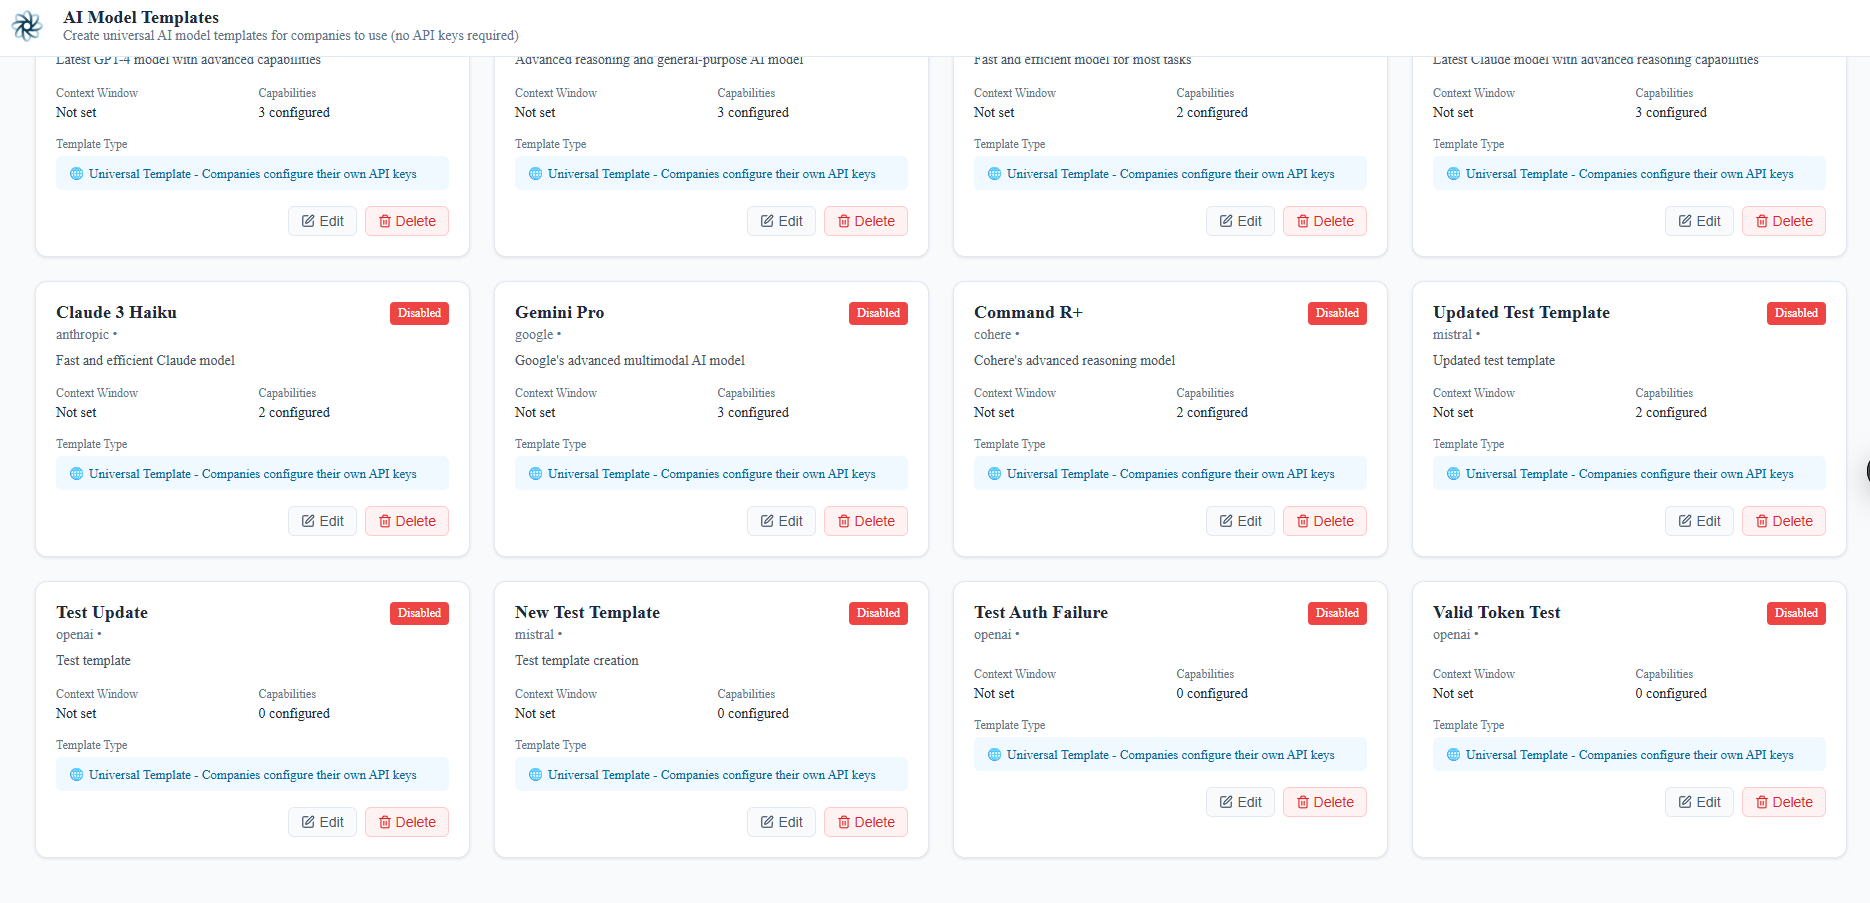 AI Model Templates
Create universal AI model templates for companies to use (no API keys required)
Latest GPT-4 model with advanced capabilities
Context Window Capabilities
Not set 3 configured
Template Type
Universal Template - Companies configure their own API keys
Edit Delete
Advanced reasoning and general-purpose AI model
Context Window Capabilities
Not set 3 configured
Template Type
Universal Template - Companies configure their own API keys
Edit Delete
Fast and efficient model for most tasks
Context Window Capabilities
Not set 2 configured
Template Type
Universal Template - Companies configure their own API keys
Edit Delete
Latest Claude model with advanced reasoning capabilities
Context Window Capabilities
Not set 3 configured
Template Type
Universal Template - Companies configure their own API keys
Edit Delete
Claude 3 Haiku Disabled
anthropic •
Fast and efficient Claude model
Context Window Capabilities
Not set 2 configured
Template Type
Universal Template - Companies configure their own API keys
Edit Delete
Gemini Pro Disabled
google •
Google's advanced multimodal AI model
Context Window Capabilities
Not set 3 configured
Template Type
Universal Template - Companies configure their own API keys
Edit Delete
Command R+ Disabled
cohere •
Cohere's advanced reasoning model
Context Window Capabilities
Not set 2 configured
Template Type
Universal Template - Companies configure their own API keys
Edit Delete
Updated Test Template Disabled
mistral •
Updated test template
Context Window Capabilities
Not set 2 configured
Template Type
Universal Template - Companies configure their own API keys
Edit Delete
Test Update Disabled
openai •
Test template
Context Window Capabilities
Not set 0 configured
Template Type
Universal Template - Companies configure their own API keys
Edit Delete
New Test Template Disabled
mistral •
Test template creation
Context Window Capabilities
Not set 0 configured
Template Type
Universal Template - Companies configure their own API keys
Edit Delete
Test Auth Failure Disabled
openai •
Context Window Capabilities
Not set 0 configured
Template Type
Universal Template - Companies configure their own API keys
Edit Delete
Valid Token Test Disabled
openai •
Context Window Capabilities
Not set 0 configured
Template Type
Universal Template - Companies configure their own API keys
Edit Delete